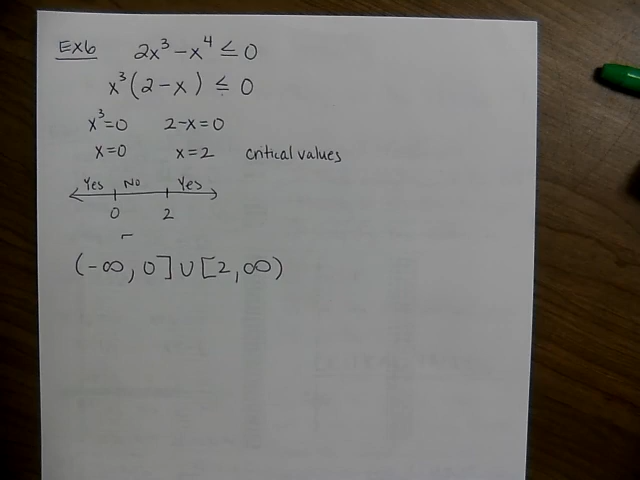 Ex6 2x³ - x⁴ ≤ 0
x³(2 - x) ≤ 0
x³=0 2-x=0
x=0 x=2 critical values
Yes No Yes
0 2
(-∞, 0] ∪ [2, ∞)